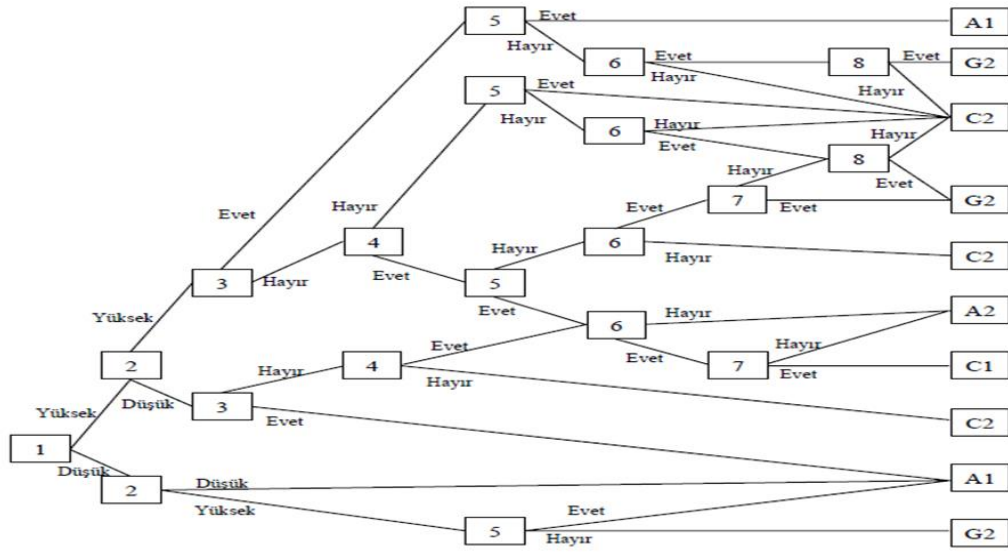 5 Evet A1
Hayır 6 Evet 8 Evet G2
Hayır Hayır
5 Evet C2
Hayır 6 Hayır Hayır
Evet 8
Hayır Evet
Evet 7 Evet G2
Evet Hayır
4 Hayır 6 Hayır C2
3 Hayır Evet 5
Evet
Yüksek 6 Hayır A2
Evet Hayır
2 Hayır 4 Evet 7 Evet C1
Hayır
Yüksek Düşük 3 Evet C2
1
Düşük 2 Düşük A1
Yüksek Evet
5 Hayır G2